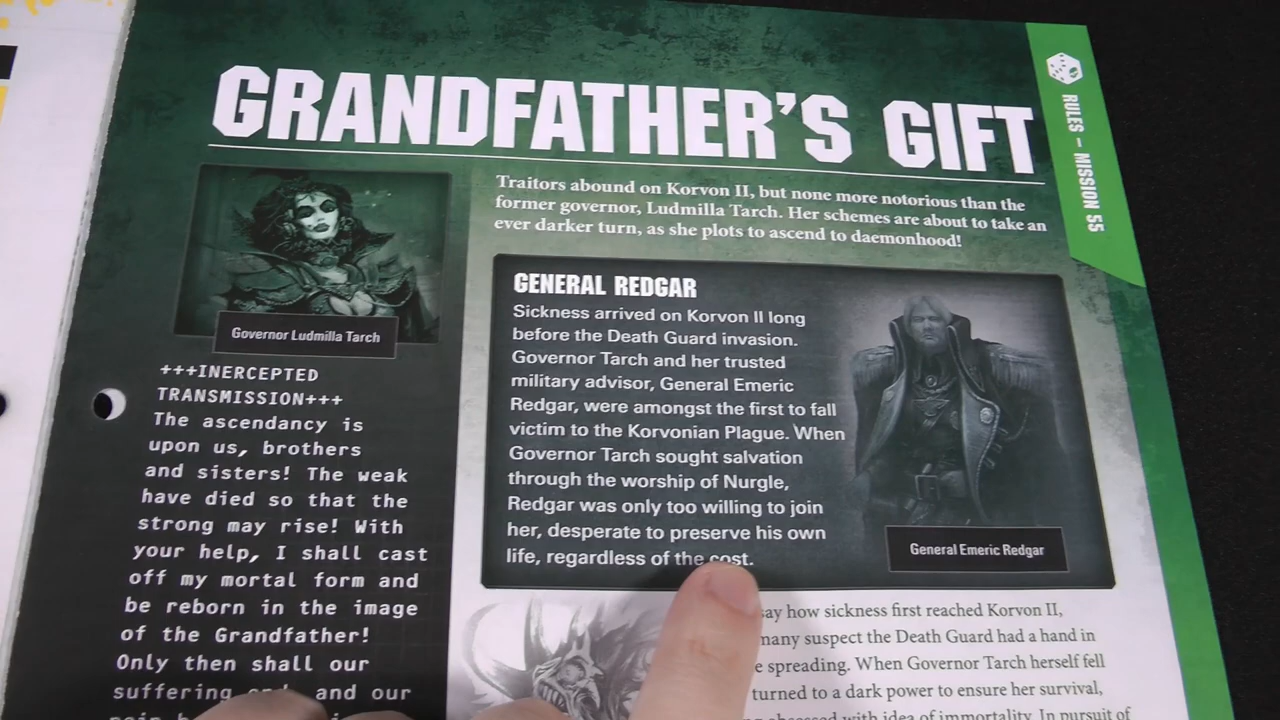 GRANDFATHER'S GIFT
RULES – MISSION 55
Traitors abound on Korvon II, but none more notorious than the
former governor, Ludmilla Tarch. Her schemes are about to take an
ever darker turn, as she plots to ascend to daemonhood!
Governor Ludmilla Tarch
+++INERCEPTED
TRANSMISSION+++
The ascendancy is
upon us, brothers
and sisters! The weak
have died so that the
strong may rise! With
your help, I shall cast
off my mortal form and
be reborn in the image
of the Grandfather!
Only then shall our
suffering and our
GENERAL REDGAR
Sickness arrived on Korvon II long
before the Death Guard invasion.
Governor Tarch and her trusted
military advisor, General Emeric
Redgar, were amongst the first to fall
victim to the Korvonian Plague. When
Governor Tarch sought salvation
through the worship of Nurgle,
Redgar was only too willing to join
her, desperate to preserve his own
life, regardless of the cost.
General Emeric Redgar
say how sickness first reached Korvon II,
many suspect the Death Guard had a hand in
spreading. When Governor Tarch herself fell
turned to a dark power to ensure her survival,
obsessed with idea of immortality. In pursuit of